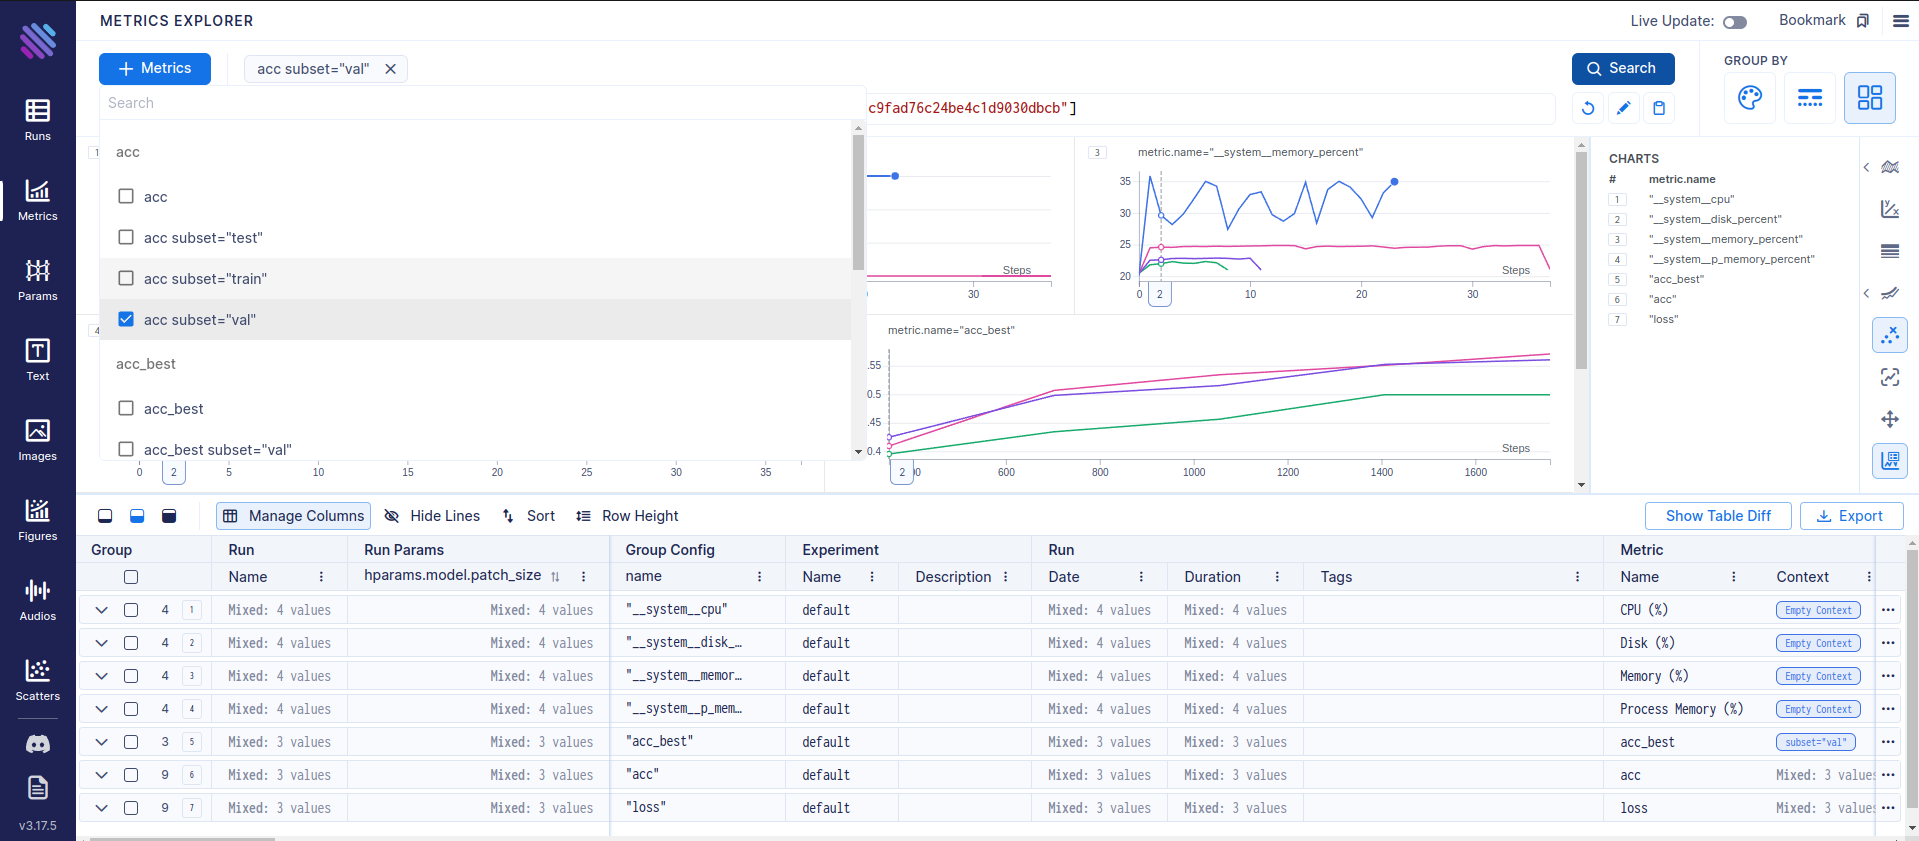 METRICS EXPLORER
Live Update:
Bookmark
Metrics
acc subset="val"
Search
GROUP BY
Search
c9fad76c24be4c1d9030dbcb"]
Runs
Metrics
Params
Text
Images
Figures
Audios
Scatters
v3.17.5
acc
acc
acc subset="test"
acc subset="train"
acc subset="val"
acc_best
acc_best
acc_best subset="val"
1
Steps
30
3
metric.name="__system__memory_percent"
35
30
25
20
Steps
0
2
10
20
30
4
0
2
5
10
15
20
25
30
35
metric.name="acc_best"
.55
0.5
.45
0.4
Steps
2
600
800
1000
1200
1400
1600
CHARTS
# metric.name
1 "__system__cpu"
2 "__system__disk_percent"
3 "__system__memory_percent"
4 "__system__p_memory_percent"
5 "acc_best"
6 "acc"
7 "loss"
Manage Columns
Hide Lines
Sort
Row Height
Show Table Diff
Export
Group Run Run Params Group Config Experiment Run Metric
Name hparams.model.patch_size name Name Description Date Duration Tags Name Context
4 1 Mixed: 4 values Mixed: 4 values "__system__cpu" default Mixed: 4 values Mixed: 4 values CPU (%) Empty Context
4 2 Mixed: 4 values Mixed: 4 values "__system__disk_… default Mixed: 4 values Mixed: 4 values Disk (%) Empty Context
4 3 Mixed: 4 values Mixed: 4 values "__system__memor… default Mixed: 4 values Mixed: 4 values Memory (%) Empty Context
4 4 Mixed: 4 values Mixed: 4 values "__system__p_mem… default Mixed: 4 values Mixed: 4 values Process Memory (%) Empty Context
3 5 Mixed: 3 values Mixed: 3 values "acc_best" default Mixed: 3 values Mixed: 3 values acc_best subset="val"
9 6 Mixed: 3 values Mixed: 3 values "acc" default Mixed: 3 values Mixed: 3 values acc Mixed: 3 values
9 7 Mixed: 3 values Mixed: 3 values "loss" default Mixed: 3 values Mixed: 3 values loss Mixed: 3 values